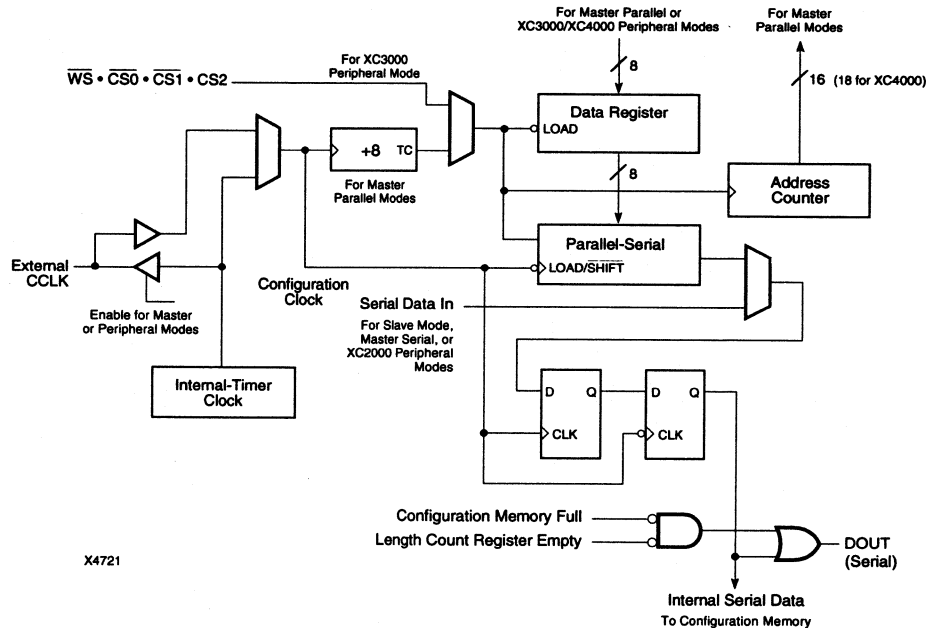 For Master Parallel or
XC3000/XC4000 Peripheral Modes
For Master
Parallel Modes
For XC3000
Peripheral Mode
W̅S̅ • C̅S̅0̅ • C̅S̅1̅ • CS2
8
16 (18 for XC4000)
Data Register
LOAD
+8 TC
For Master
Parallel Modes
8
Address
Counter
Parallel-Serial
LOAD/S̅H̅I̅F̅T̅
External
CCLK
Configuration
Clock
Enable for Master
or Peripheral Modes
Serial Data In
For Slave Mode,
Master Serial, or
XC2000 Peripheral
Modes
Internal-Timer
Clock
D Q
CLK
D Q
CLK
Configuration Memory Full
Length Count Register Empty
DOUT
(Serial)
X4721
Internal Serial Data
To Configuration Memory